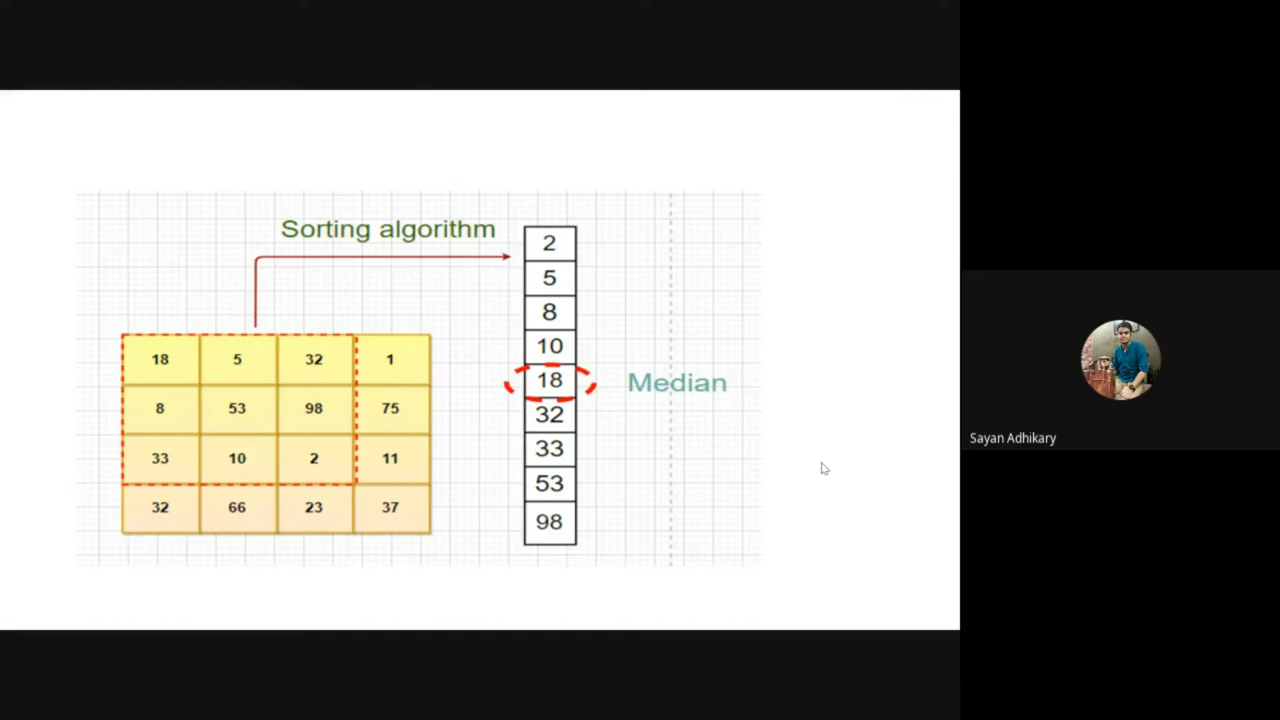 Sorting algorithm
2
5
8
10
18
Median
32
33
53
98
18 5 32 1
8 53 98 75
33 10 2 11
32 66 23 37
Sayan Adhikary